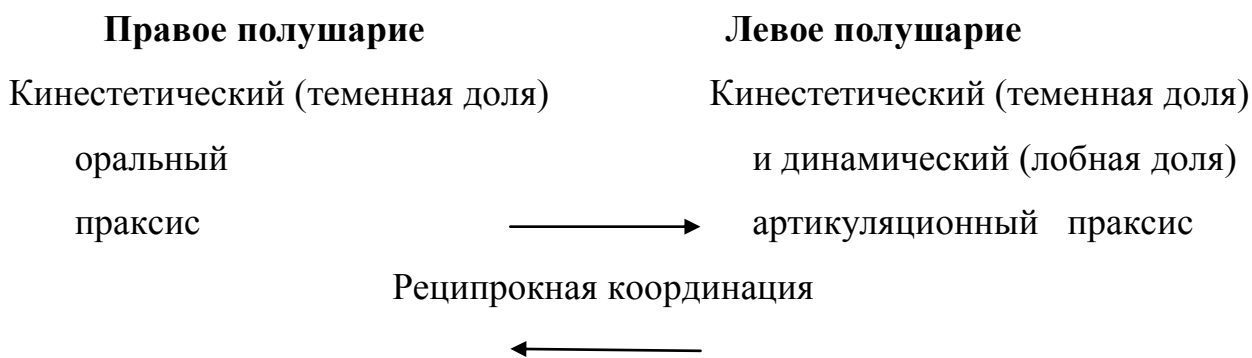 Правое полушарие Левое полушарие
Кинестетический (теменная доля) Кинестетический (теменная доля)
оральный и динамический (лобная доля)
праксис артикуляционный праксис
Реципрокная координация